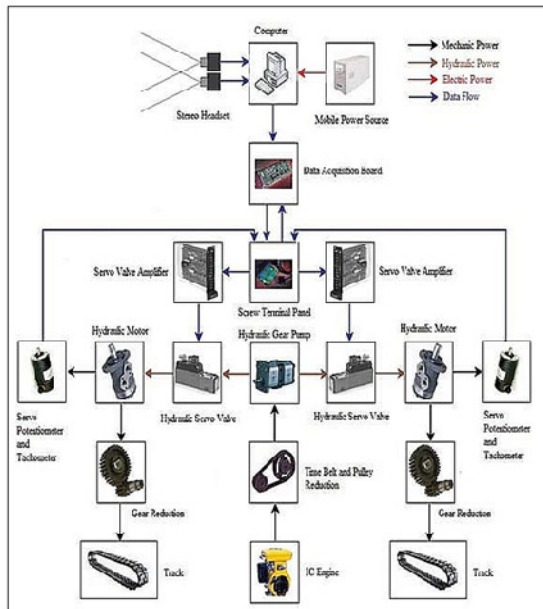 Computer
Mechanic Power
Hydraulic Power
Electric Power
Data Flow
Stereo Headset
Mobile Power Source
Data Acquistion Board
Servo Valve Amplifier
Servo Valve Amplifier
Screw Terminal Panel
Hydraulic Motor
Hydraulic Gear Pump
Hydraulic Motor
Hydraulic Servo Valve
Hydraulic Servo Valve
Servo
Potestiometer
and
Tachometer
Servo
Potestiometer
and
Tachometer
Time Belt and Pulley
Reduction
Gear Reduction
Gear Reduction
Track
IC Engine
Track